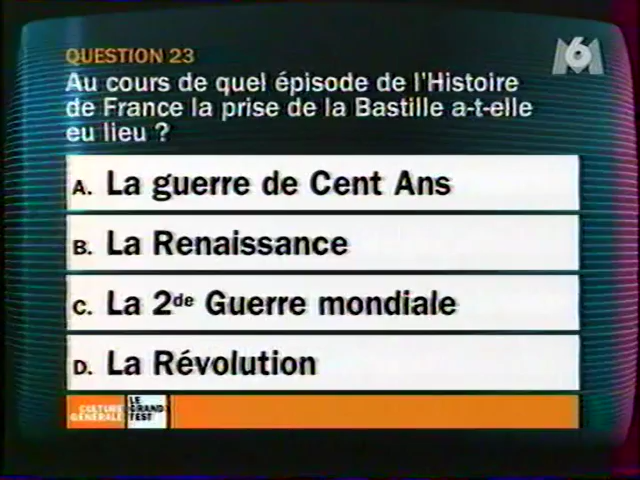 QUESTION 23
M6
Au cours de quel épisode de l'Histoire
de France la prise de la Bastille a-t-elle
eu lieu ?
A. La guerre de Cent Ans
B. La Renaissance
C. La 2de Guerre mondiale
D. La Révolution
CULTURE
GÉNÉRALE
LE
GRAND
TEST